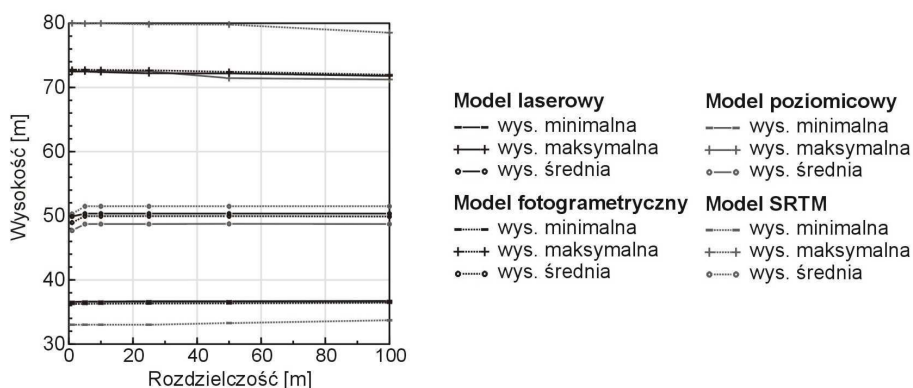 Wysokość [m]
80
70
60
50
40
30
0 20 40 60 80 100
Rozdzielczość [m]
Model laserowy
wys. minimalna
wys. maksymalna
wys. średnia
Model fotogrametryczny
wys. minimalna
wys. maksymalna
wys. średnia
Model poziomicowy
wys. minimalna
wys. maksymalna
wys. średnia
Model SRTM
wys. minimalna
wys. maksymalna
wys. średnia